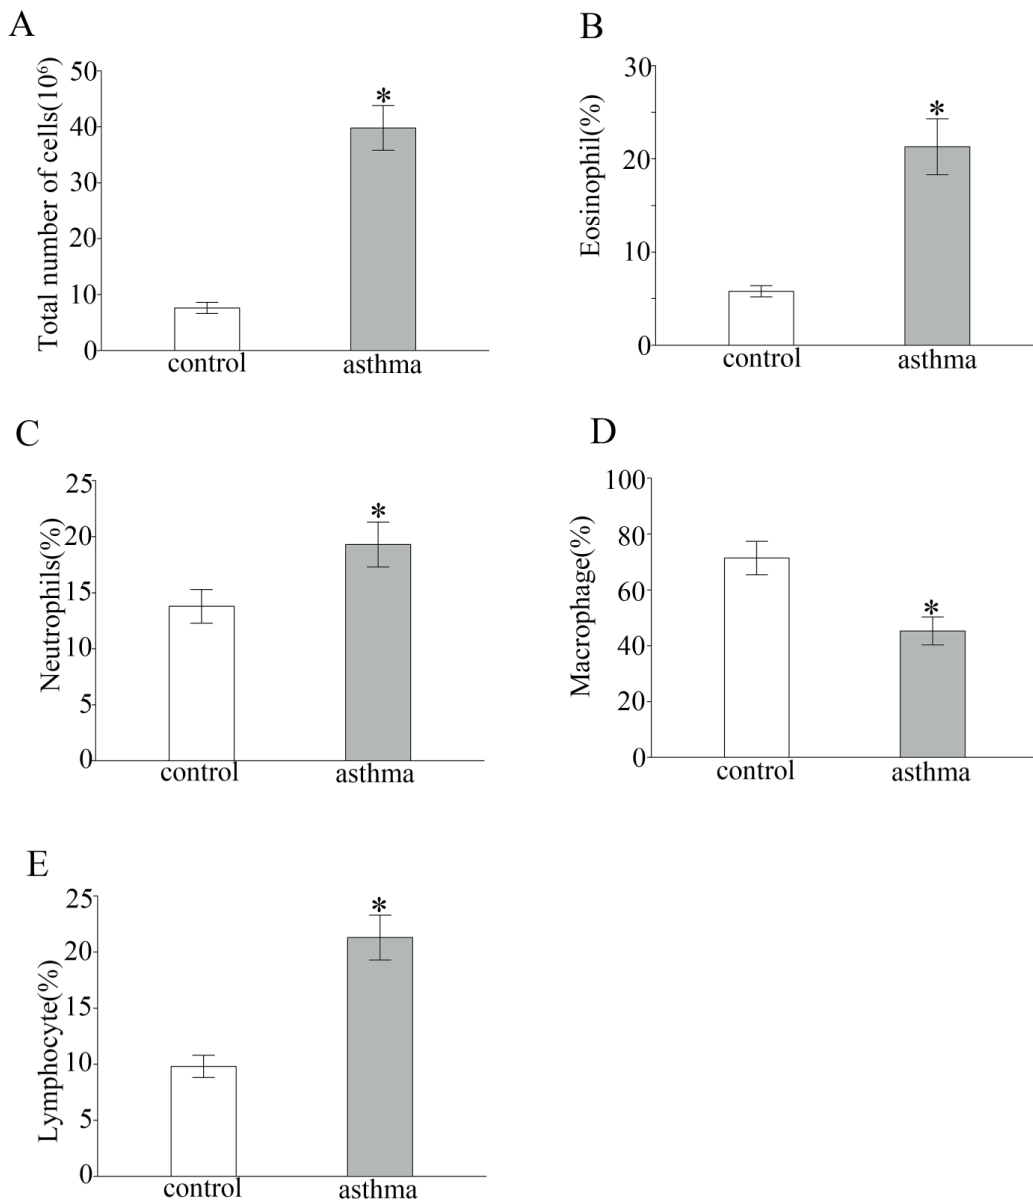 A
Total number of cells(10⁶)
50
40
30
20
10
0
*
control
asthma
B
Eosinophil(%)
30
20
10
0
*
control
asthma
C
Neutrophils(%)
25
20
15
10
5
0
*
control
asthma
D
Macrophage(%)
100
80
60
40
20
0
*
control
asthma
E
Lymphocyte(%)
25
20
15
10
5
0
*
control
asthma